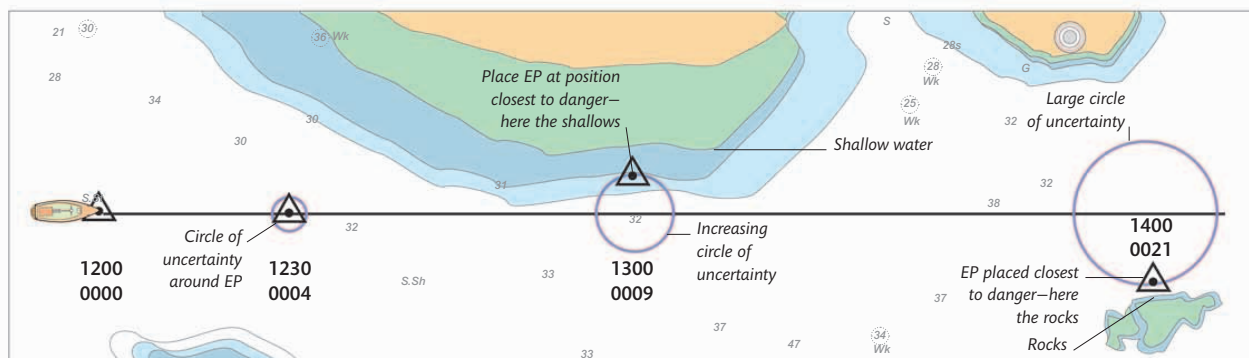 21
30
28
34
30
30
36 Wk
Place EP at position
closest to danger—
here the shallows
S
28s
28
Wk
G
25
Wk
32
Large circle
of uncertainty
Shallow water
31
32
38
S.Sh
32
32
Circle of
uncertainty
around EP
1200
0000
1230
0004
S.Sh
33
1300
0009
Increasing
circle of
uncertainty
1400
0021
EP placed closest
to danger—here
the rocks
Rocks
37
37
47
33
34
Wk